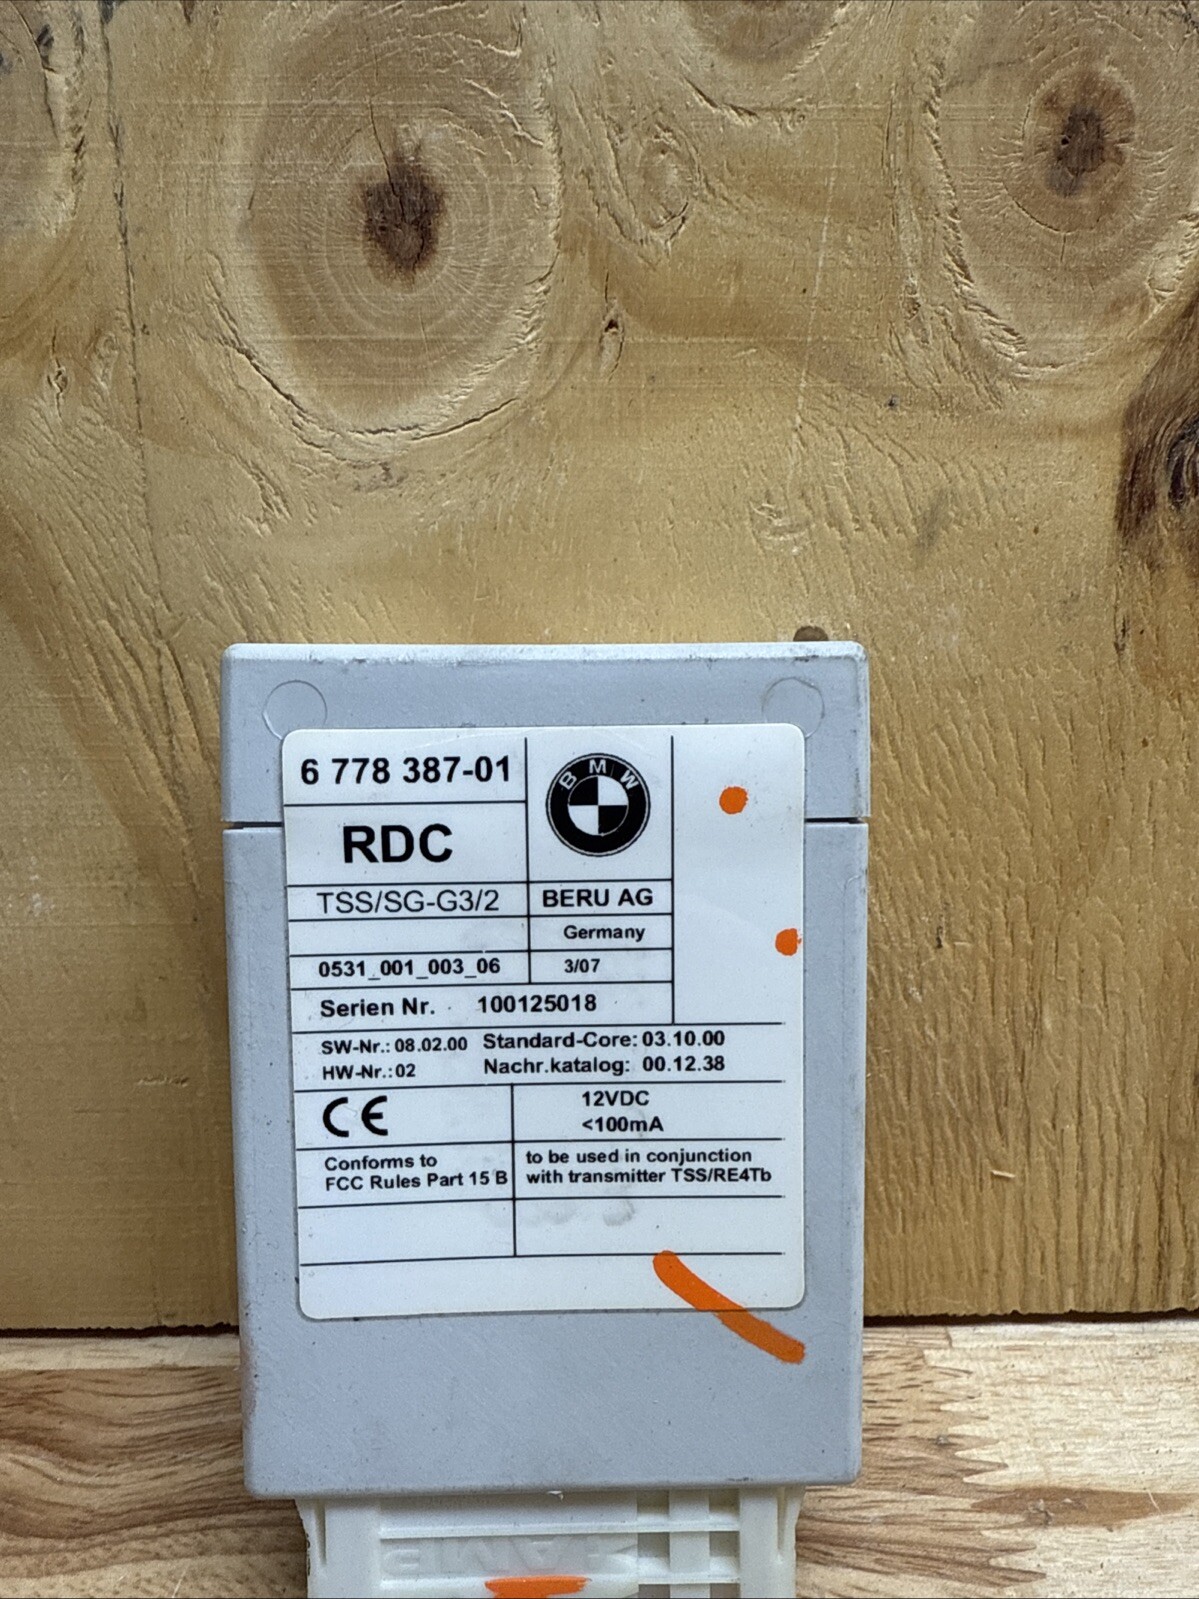 6 778 387-01
BMW
RDC
TSS/SG-G3/2
BERU AG
Germany
0531_001_003_06
3/07
Serien Nr. 100125018
SW-Nr.: 08.02.00 Standard-Core: 03.10.00
HW-Nr.: 02 Nachr.katalog: 00.12.38
CE
12VDC
<100mA
Conforms to
FCC Rules Part 15 B
to be used in conjunction
with transmitter TSS/RE4Tb
AMP